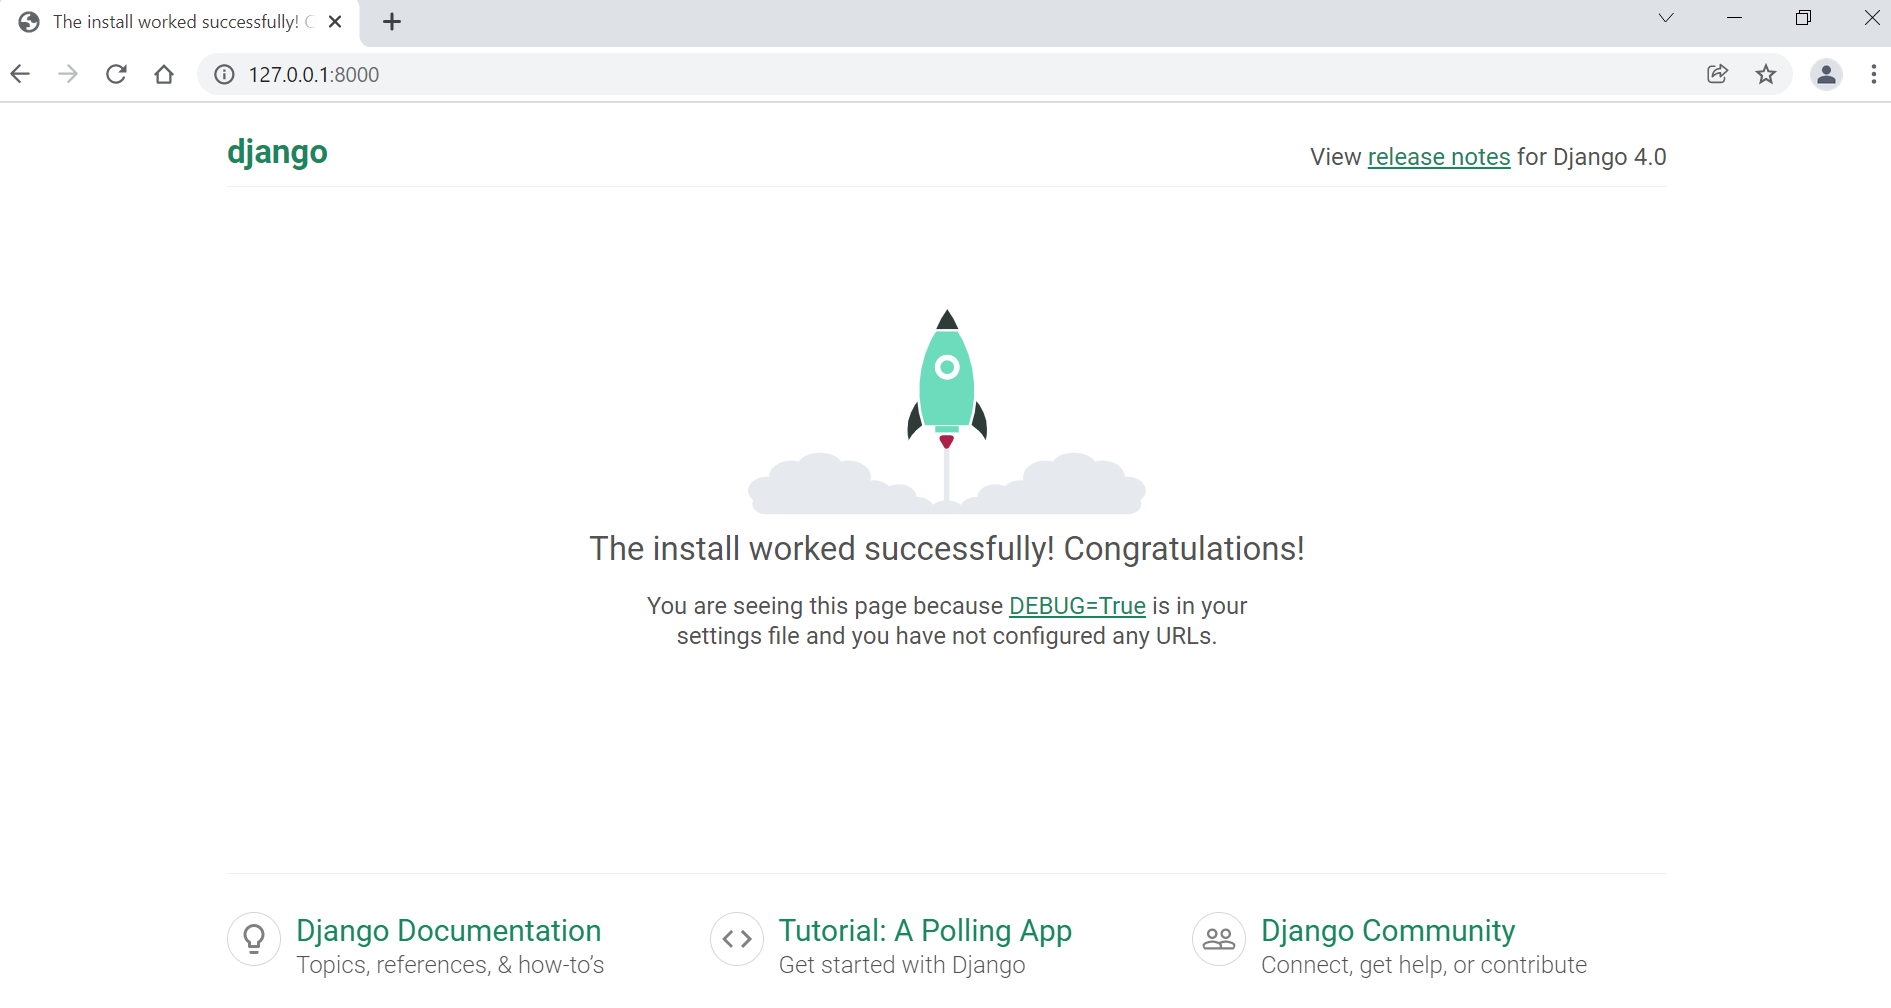 The install worked successfully! C
127.0.0.1:8000
django
View release notes for Django 4.0
The install worked successfully! Congratulations!
You are seeing this page because DEBUG=True is in your
settings file and you have not configured any URLs.
Django Documentation
Topics, references, & how-to’s
Tutorial: A Polling App
Get started with Django
Django Community
Connect, get help, or contribute